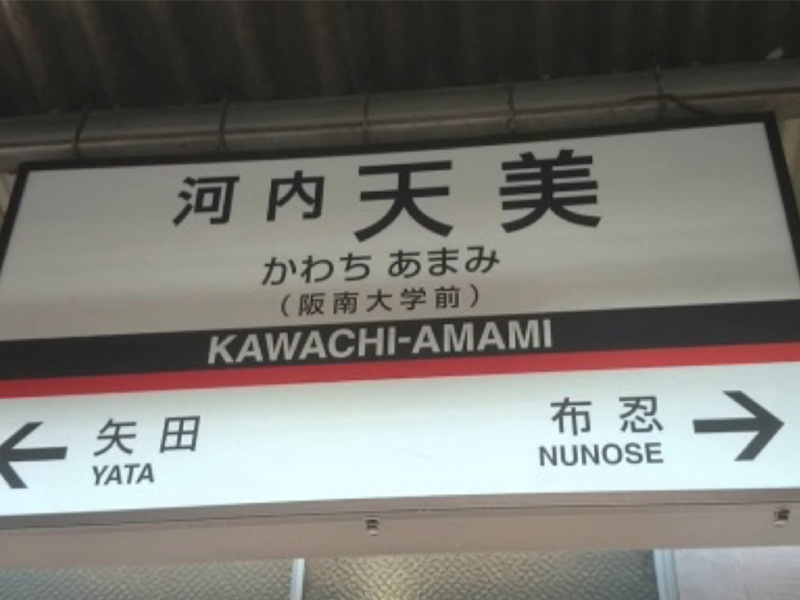 河内天美
かわち あまみ
(阪南大学前)
KAWACHI-AMAMI
← 矢田
YATA
布忍 →
NUNOSE